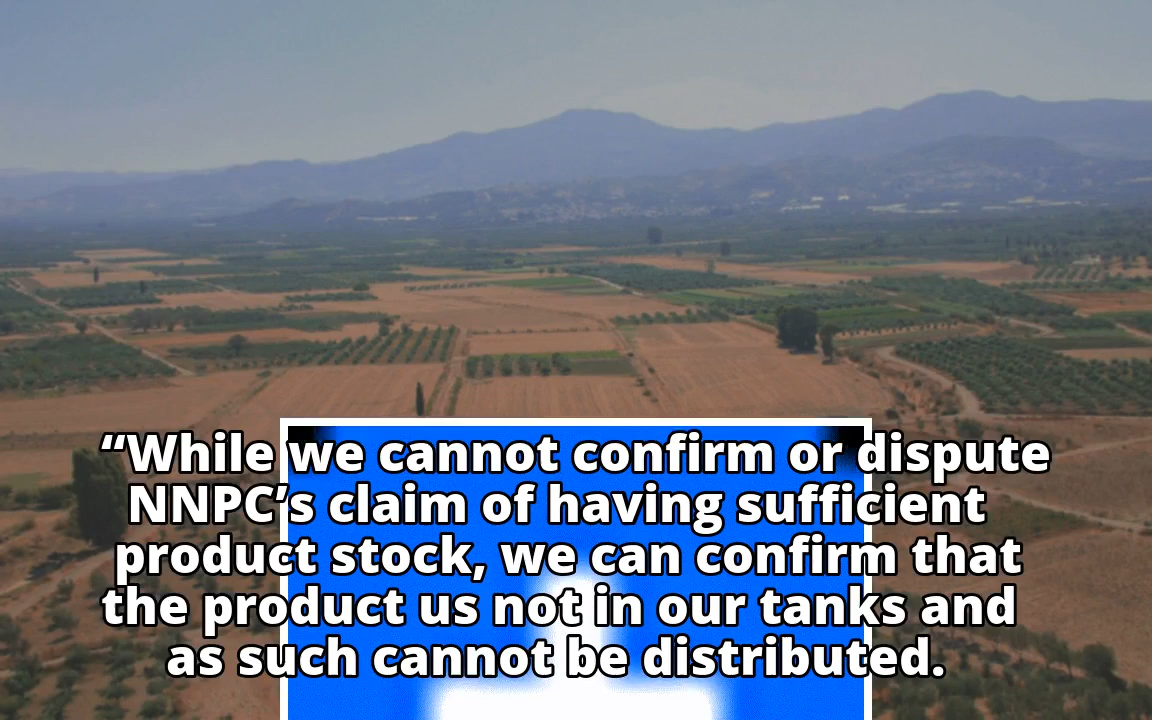 “While we cannot confirm or dispute
NNPC’s claim of having sufficient
product stock, we can confirm that
the product us not in our tanks and
as such cannot be distributed.